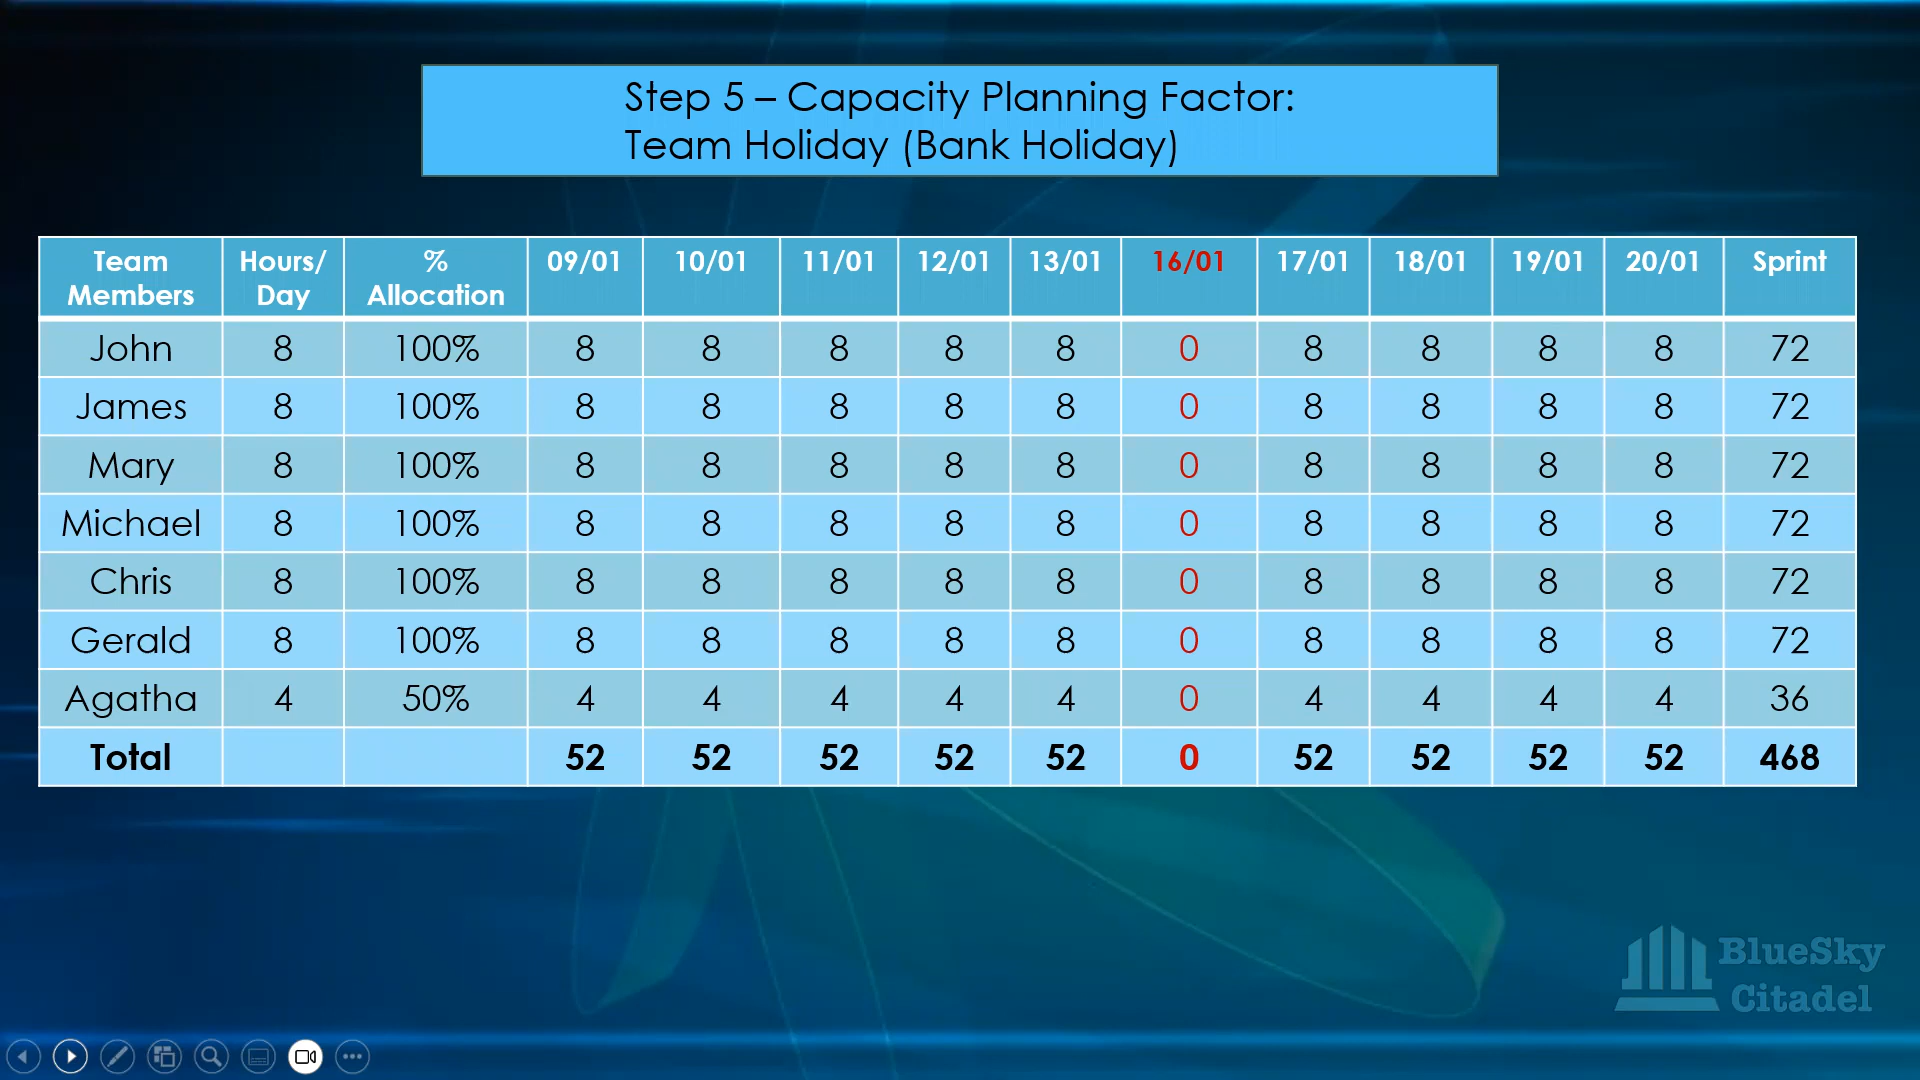 Step 5 – Capacity Planning Factor:
Team Holiday (Bank Holiday)
Team Members Hours/ Day % Allocation 09/01 10/01 11/01 12/01 13/01 16/01 17/01 18/01 19/01 20/01 Sprint
John 8 100% 8 8 8 8 8 0 8 8 8 8 72
James 8 100% 8 8 8 8 8 0 8 8 8 8 72
Mary 8 100% 8 8 8 8 8 0 8 8 8 8 72
Michael 8 100% 8 8 8 8 8 0 8 8 8 8 72
Chris 8 100% 8 8 8 8 8 0 8 8 8 8 72
Gerald 8 100% 8 8 8 8 8 0 8 8 8 8 72
Agatha 4 50% 4 4 4 4 4 0 4 4 4 4 36
Total 52 52 52 52 52 0 52 52 52 52 468
BlueSky
Citadel